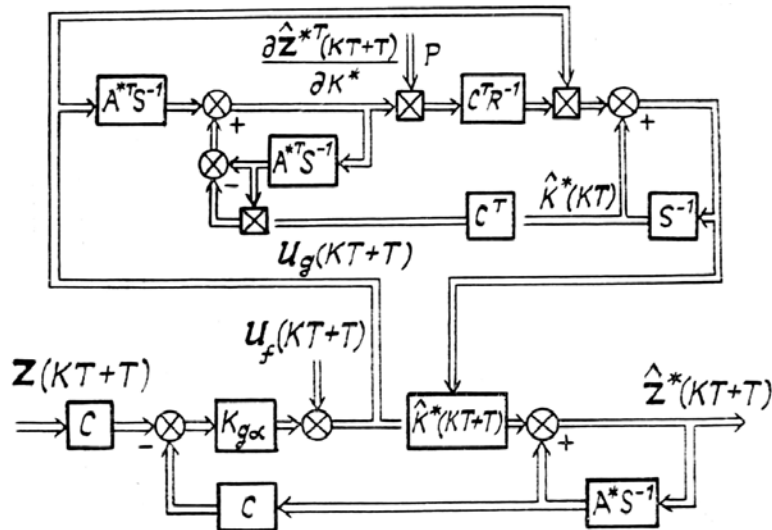 ∂ẑ*ᵀ(KT+T)
∂K*
P
A*ᵀS⁻¹
+
CᵀR⁻¹
+
−
A*ᵀS⁻¹
K̂*(KT)
Cᵀ
S⁻¹
U_g(KT+T)
U_f(KT+T)
Z(KT+T)
Ẑ*(KT+T)
C
−
K_gα
K̂*(KT+T)
+
C
A*S⁻¹